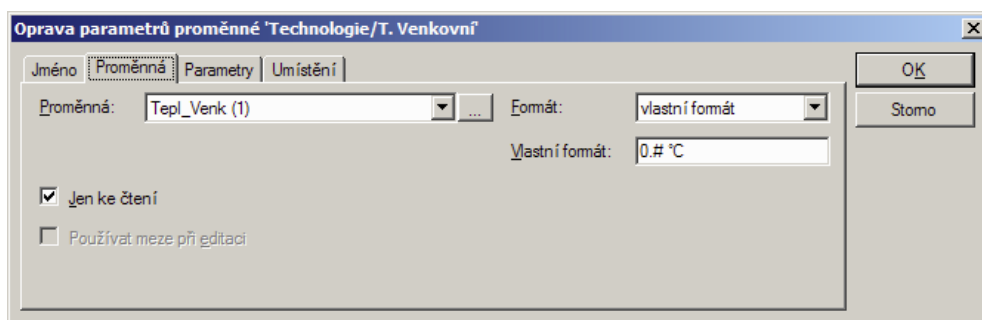 Oprava parametrů proměnné 'Technologie/T. Venkovní'
Jméno Proměnná Parametry Umístění
OK
Proměnná: Tepl_Venk (1) ... Formát: vlastní formát
Storno
Vlastní formát: 0.# °C
Jen ke čtení
Používat meze při editaci